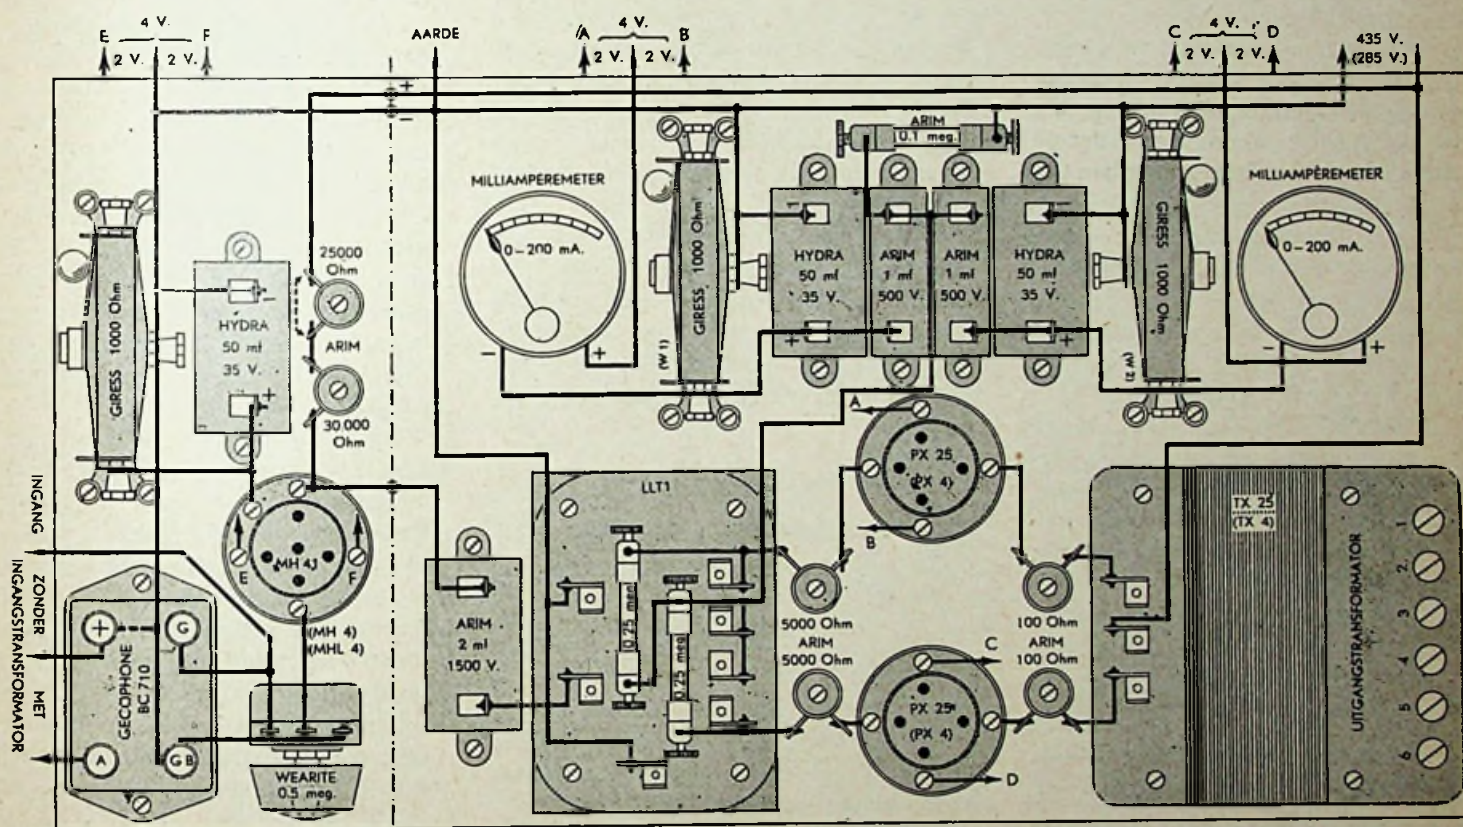 4 V.
E F
2 V. 2 V.
AARDE
4 V.
A B
2 V. 2 V.
4 V.
C D
2 V. 2 V.
435 V.
(285 V.)
+
-
ARIM
0.1 meg.
MILLIAMPÈREMETER
0-200 mA.
- +
GIRESS 1000 Ohm
(W 1)
-
HYDRA
50 mf
35 V.
+
ARIM
1 mf
500 V.
ARIM
1 mf
500 V.
-
HYDRA
50 mf
35 V.
+
GIRESS 1000 Ohm
(W 2)
MILLIAMPÈREMETER
0-200 mA.
- +
GIRESS 1000 Ohm
-
HYDRA
50 mf
35 V.
+
25000
Ohm
ARIM
30.000
Ohm
A
PX 25
(PX 4)
B
LLT1
0.25 meg.
0.25 meg.
INGANG
ZONDER
INGANGSTRANSFORMATOR
MET
MH 41
E F
(MH 4)
(MHL 4)
+ G
GECOPHONE
BC 710
A GB
WEARITE
0.5 meg.
ARIM
2 mf
1500 V.
5000 Ohm
ARIM
5000 Ohm
C
PX 25
(PX 4)
D
100 Ohm
ARIM
100 Ohm
TX 25
(TX 4)
UITGANGSTRANSFORMATOR
1
2
3
4
5
6